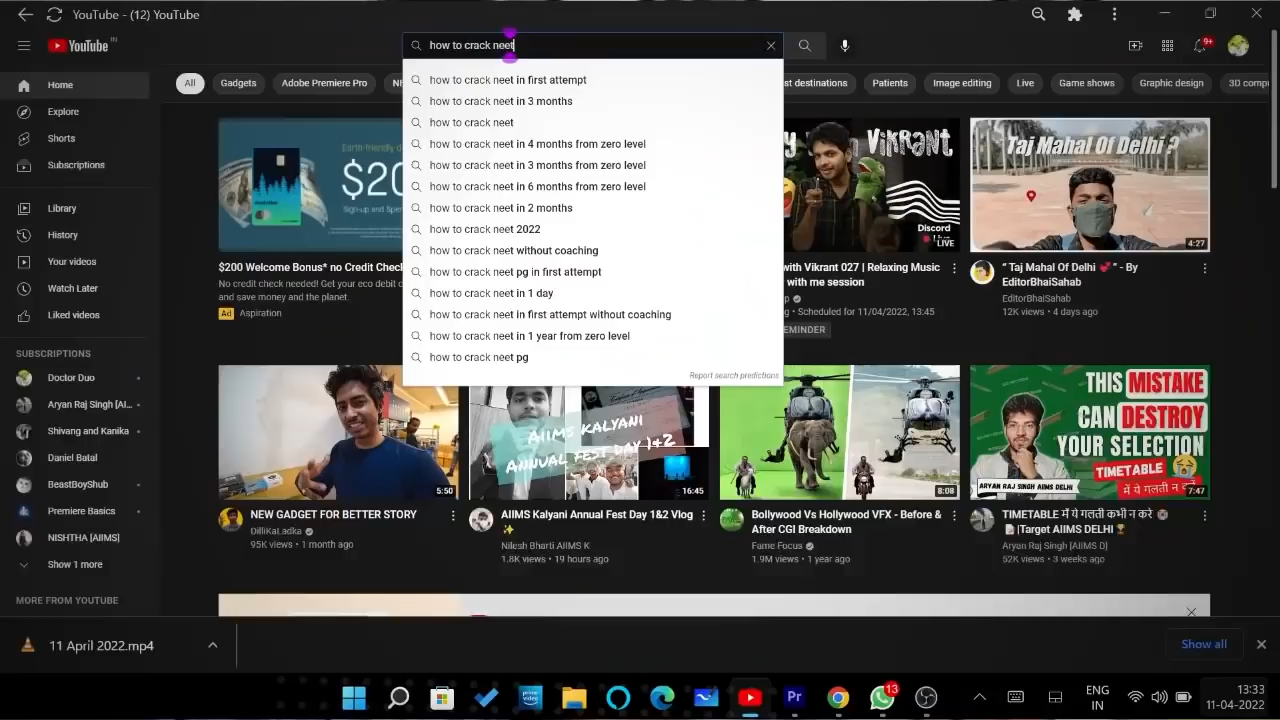 YouTube - (12) YouTube
YouTube IN
how to crack neet
9+
All
Gadgets
Adobe Premiere Pro
st destinations
Patients
Image editing
Live
Game shows
Graphic design
3D compu
Home
Explore
Shorts
Subscriptions
Library
History
Your videos
Watch Later
Liked videos
SUBSCRIPTIONS
Doctor Duo
Aryan Raj Singh [AI...
Shivang and Kanika
Daniel Batal
BeastBoyShub
Premiere Basics
NISHTHA [AIIMS]
Show 1 more
MORE FROM YOUTUBE
how to crack neet in first attempt
how to crack neet in 3 months
how to crack neet
how to crack neet in 4 months from zero level
how to crack neet in 3 months from zero level
how to crack neet in 6 months from zero level
how to crack neet in 2 months
how to crack neet 2022
how to crack neet without coaching
how to crack neet pg in first attempt
how to crack neet in 1 day
how to crack neet in first attempt without coaching
how to crack neet in 1 year from zero level
how to crack neet pg
Report search predictions
Earth-friendly d
$20
Sign-up and Spen
$200 Welcome Bonus* no Credit Chec
No credit check needed! Get your eco debit c
and save money and the planet.
Ad Aspiration
VIKRANT
Discord
Live
LIVE
with Vikrant 027 | Relaxing Music
with me session
Scheduled for 11/04/2022, 13:45
REMINDER
Taj Mahal Of Delhi ?
4:27
“ Taj Mahal Of Delhi 💕 ” - By
EditorBhaiSahab
EditorBhaiSahab
12K views • 4 days ago
5:50
NEW GADGET FOR BETTER STORY
DilliKaLadka
95K views • 1 month ago
AIIMS KALYANI
ANNUAL FEST DAY 1&2
16:45
AIIMS Kalyani Annual Fest Day 1&2 Vlog
✨
Nilesh Bharti AIIMS K
1.8K views • 19 hours ago
8:08
Bollywood Vs Hollywood VFX - Before &
After CGI Breakdown
Fame Focus
1.9M views • 1 year ago
THIS MISTAKE
CAN DESTROY
YOUR SELECTION
TIMETABLE
में ये गलती न करें
ARYAN RAJ SINGH AIIMS DELHI
7:47
TIMETABLE में ये गलती कभी न करे
|Target AIIMS DELHI
Aryan Raj Singh [AIIMS D]
52K views • 3 weeks ago
11 April 2022.mp4
Show all
prime
video
Pr
13
ENG
IN
13:33
11-04-2022